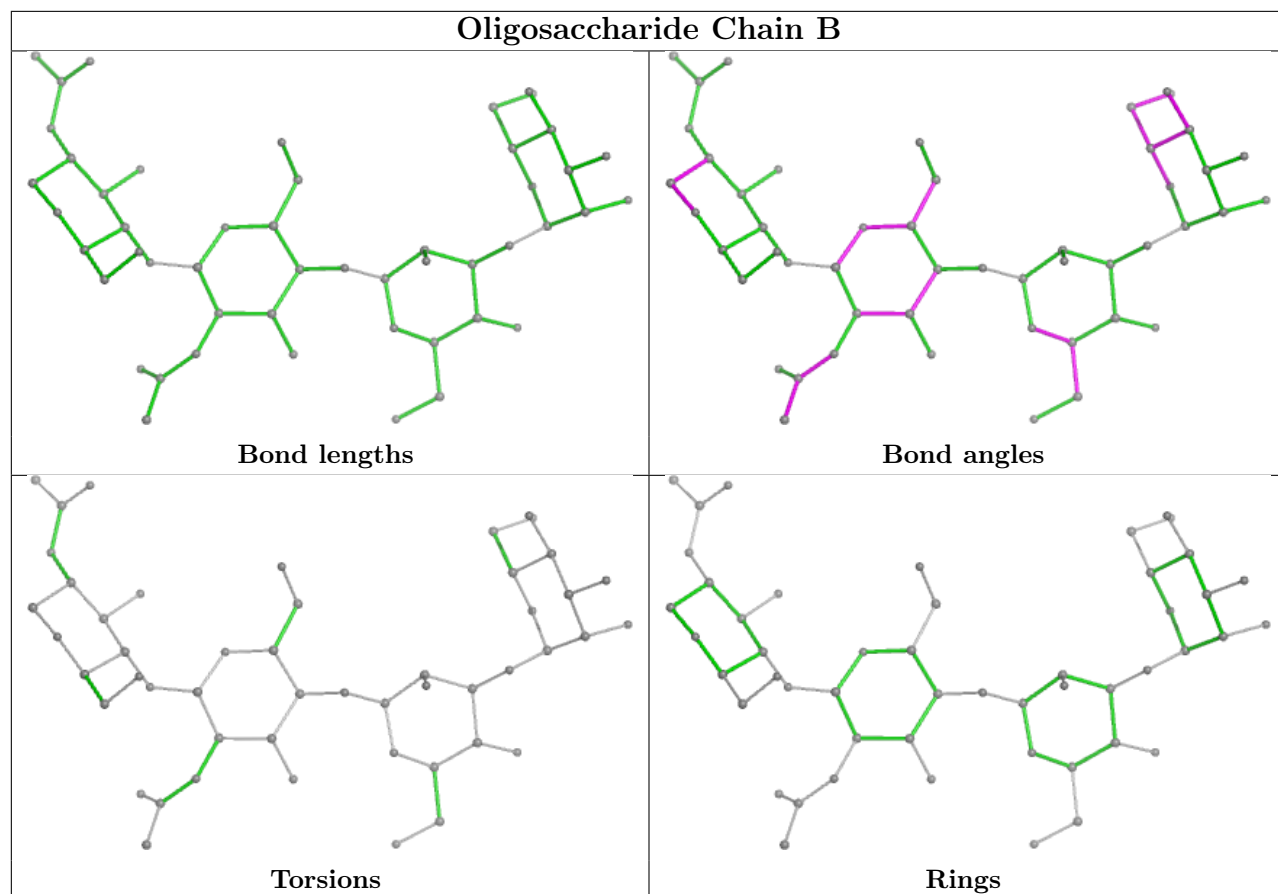 Oligosaccharide Chain B
Bond lengths
Bond angles
Torsions
Rings